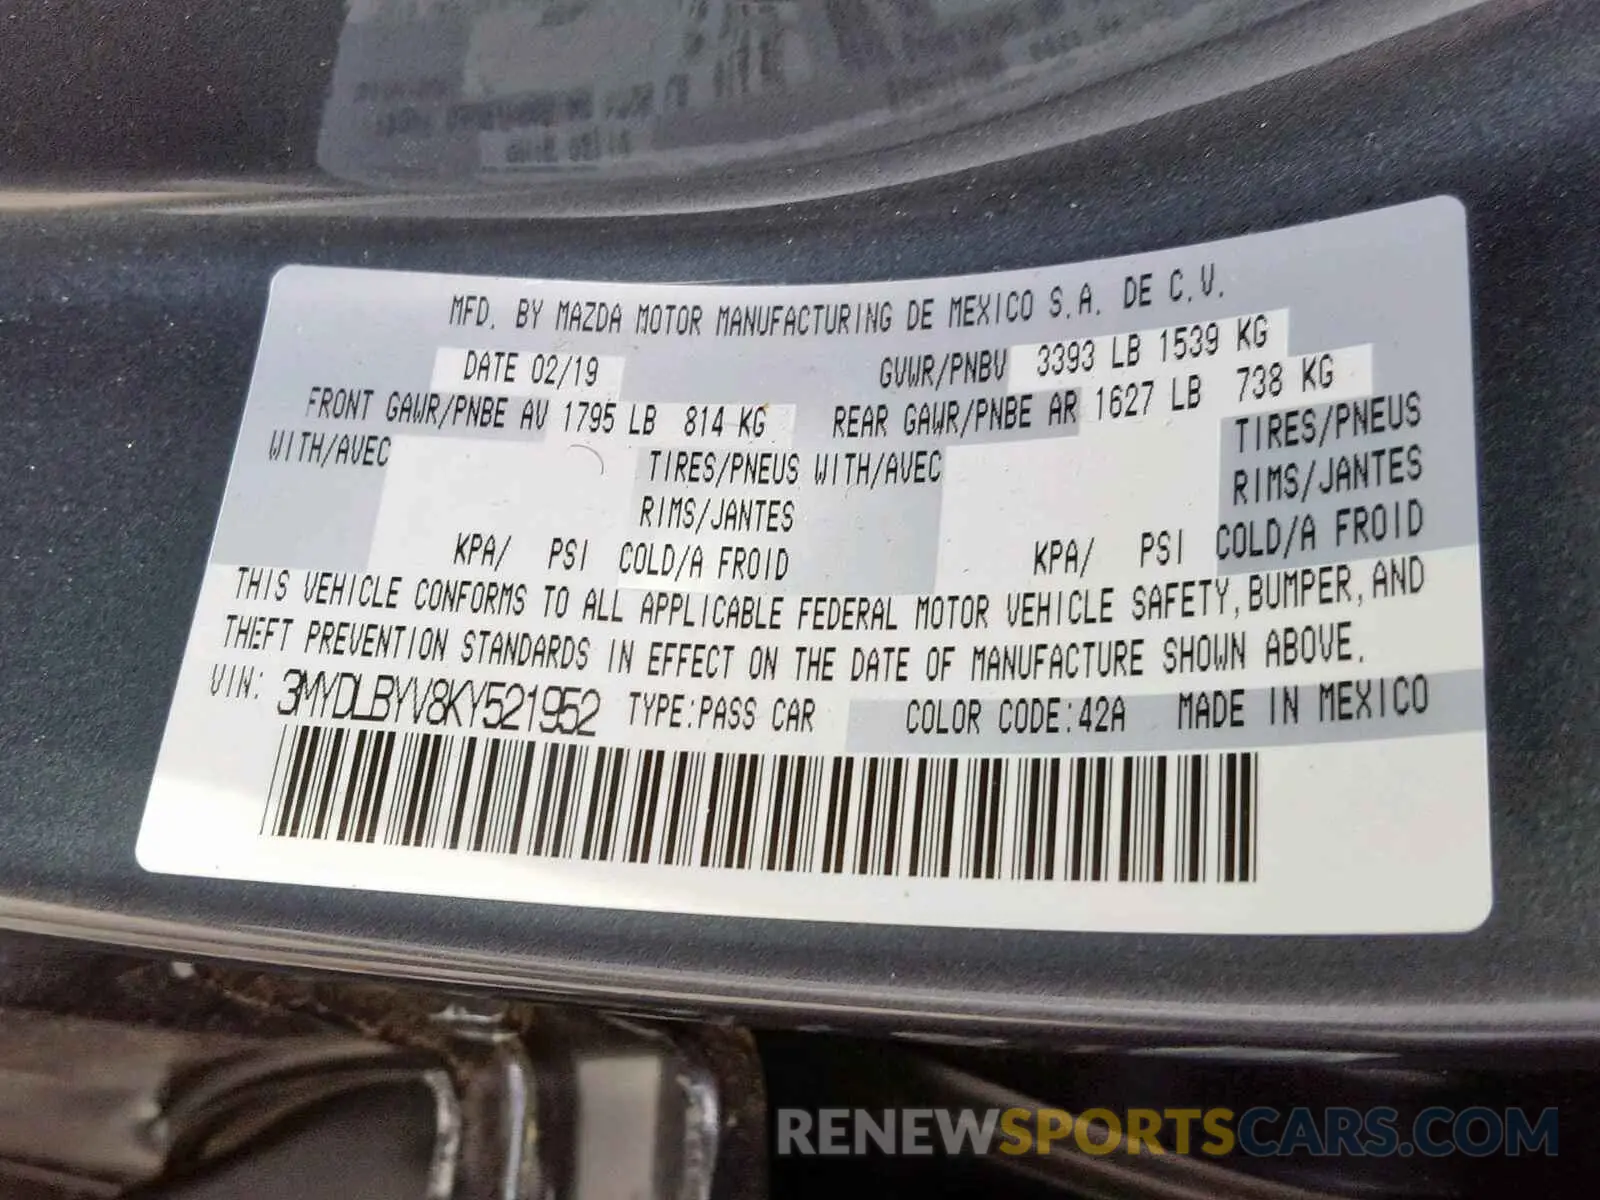 MFD. BY MAZDA MOTOR MANUFACTURING DE MEXICO S.A. DE C.V.
DATE 02/19 GVWR/PNBV 3393 LB 1539 KG
FRONT GAWR/PNBE AV 1795 LB 814 KG REAR GAWR/PNBE AR 1627 LB 738 KG
WITH/AVEC TIRES/PNEUS WITH/AVEC TIRES/PNEUS
RIMS/JANTES RIMS/JANTES
KPA/ PSI COLD/A FROID KPA/ PSI COLD/A FROID
THIS VEHICLE CONFORMS TO ALL APPLICABLE FEDERAL MOTOR VEHICLE SAFETY, BUMPER, AND
THEFT PREVENTION STANDARDS IN EFFECT ON THE DATE OF MANUFACTURE SHOWN ABOVE.
VIN: 3MYDLBYV8KY521952 TYPE:PASS CAR COLOR CODE:42A MADE IN MEXICO
RENEWSPORTSCARS.COM